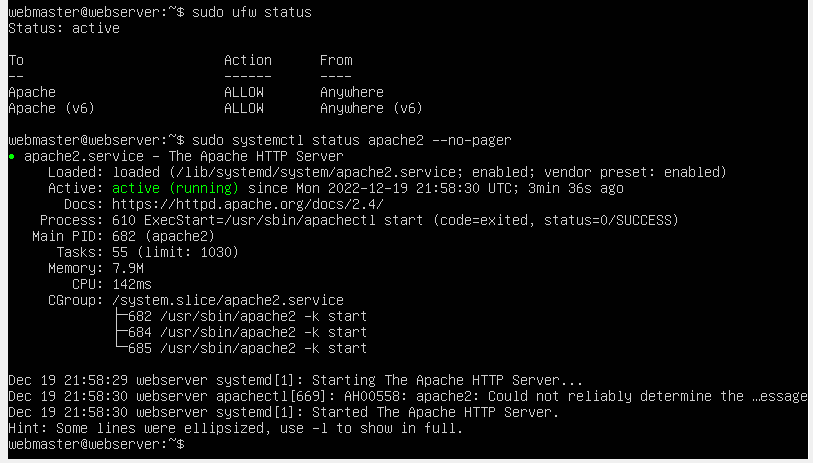 webmaster@webserver:~$ sudo ufw status
Status: active

To                         Action      From
--                         ------      ----
Apache                     ALLOW       Anywhere
Apache (v6)                ALLOW       Anywhere (v6)

webmaster@webserver:~$ sudo systemctl status apache2 --no-pager
● apache2.service - The Apache HTTP Server
     Loaded: loaded (/lib/systemd/system/apache2.service; enabled; vendor preset: enabled)
     Active: active (running) since Mon 2022-12-19 21:58:30 UTC; 3min 36s ago
       Docs: https://httpd.apache.org/docs/2.4/
    Process: 610 ExecStart=/usr/sbin/apachectl start (code=exited, status=0/SUCCESS)
   Main PID: 682 (apache2)
      Tasks: 55 (limit: 1030)
     Memory: 7.9M
        CPU: 142ms
     CGroup: /system.slice/apache2.service
             ├─682 /usr/sbin/apache2 -k start
             ├─684 /usr/sbin/apache2 -k start
             └─685 /usr/sbin/apache2 -k start

Dec 19 21:58:29 webserver systemd[1]: Starting The Apache HTTP Server...
Dec 19 21:58:30 webserver apachectl[669]: AH00558: apache2: Could not reliably determine the …essage
Dec 19 21:58:30 webserver systemd[1]: Started The Apache HTTP Server.
Hint: Some lines were ellipsized, use -l to show in full.
webmaster@webserver:~$